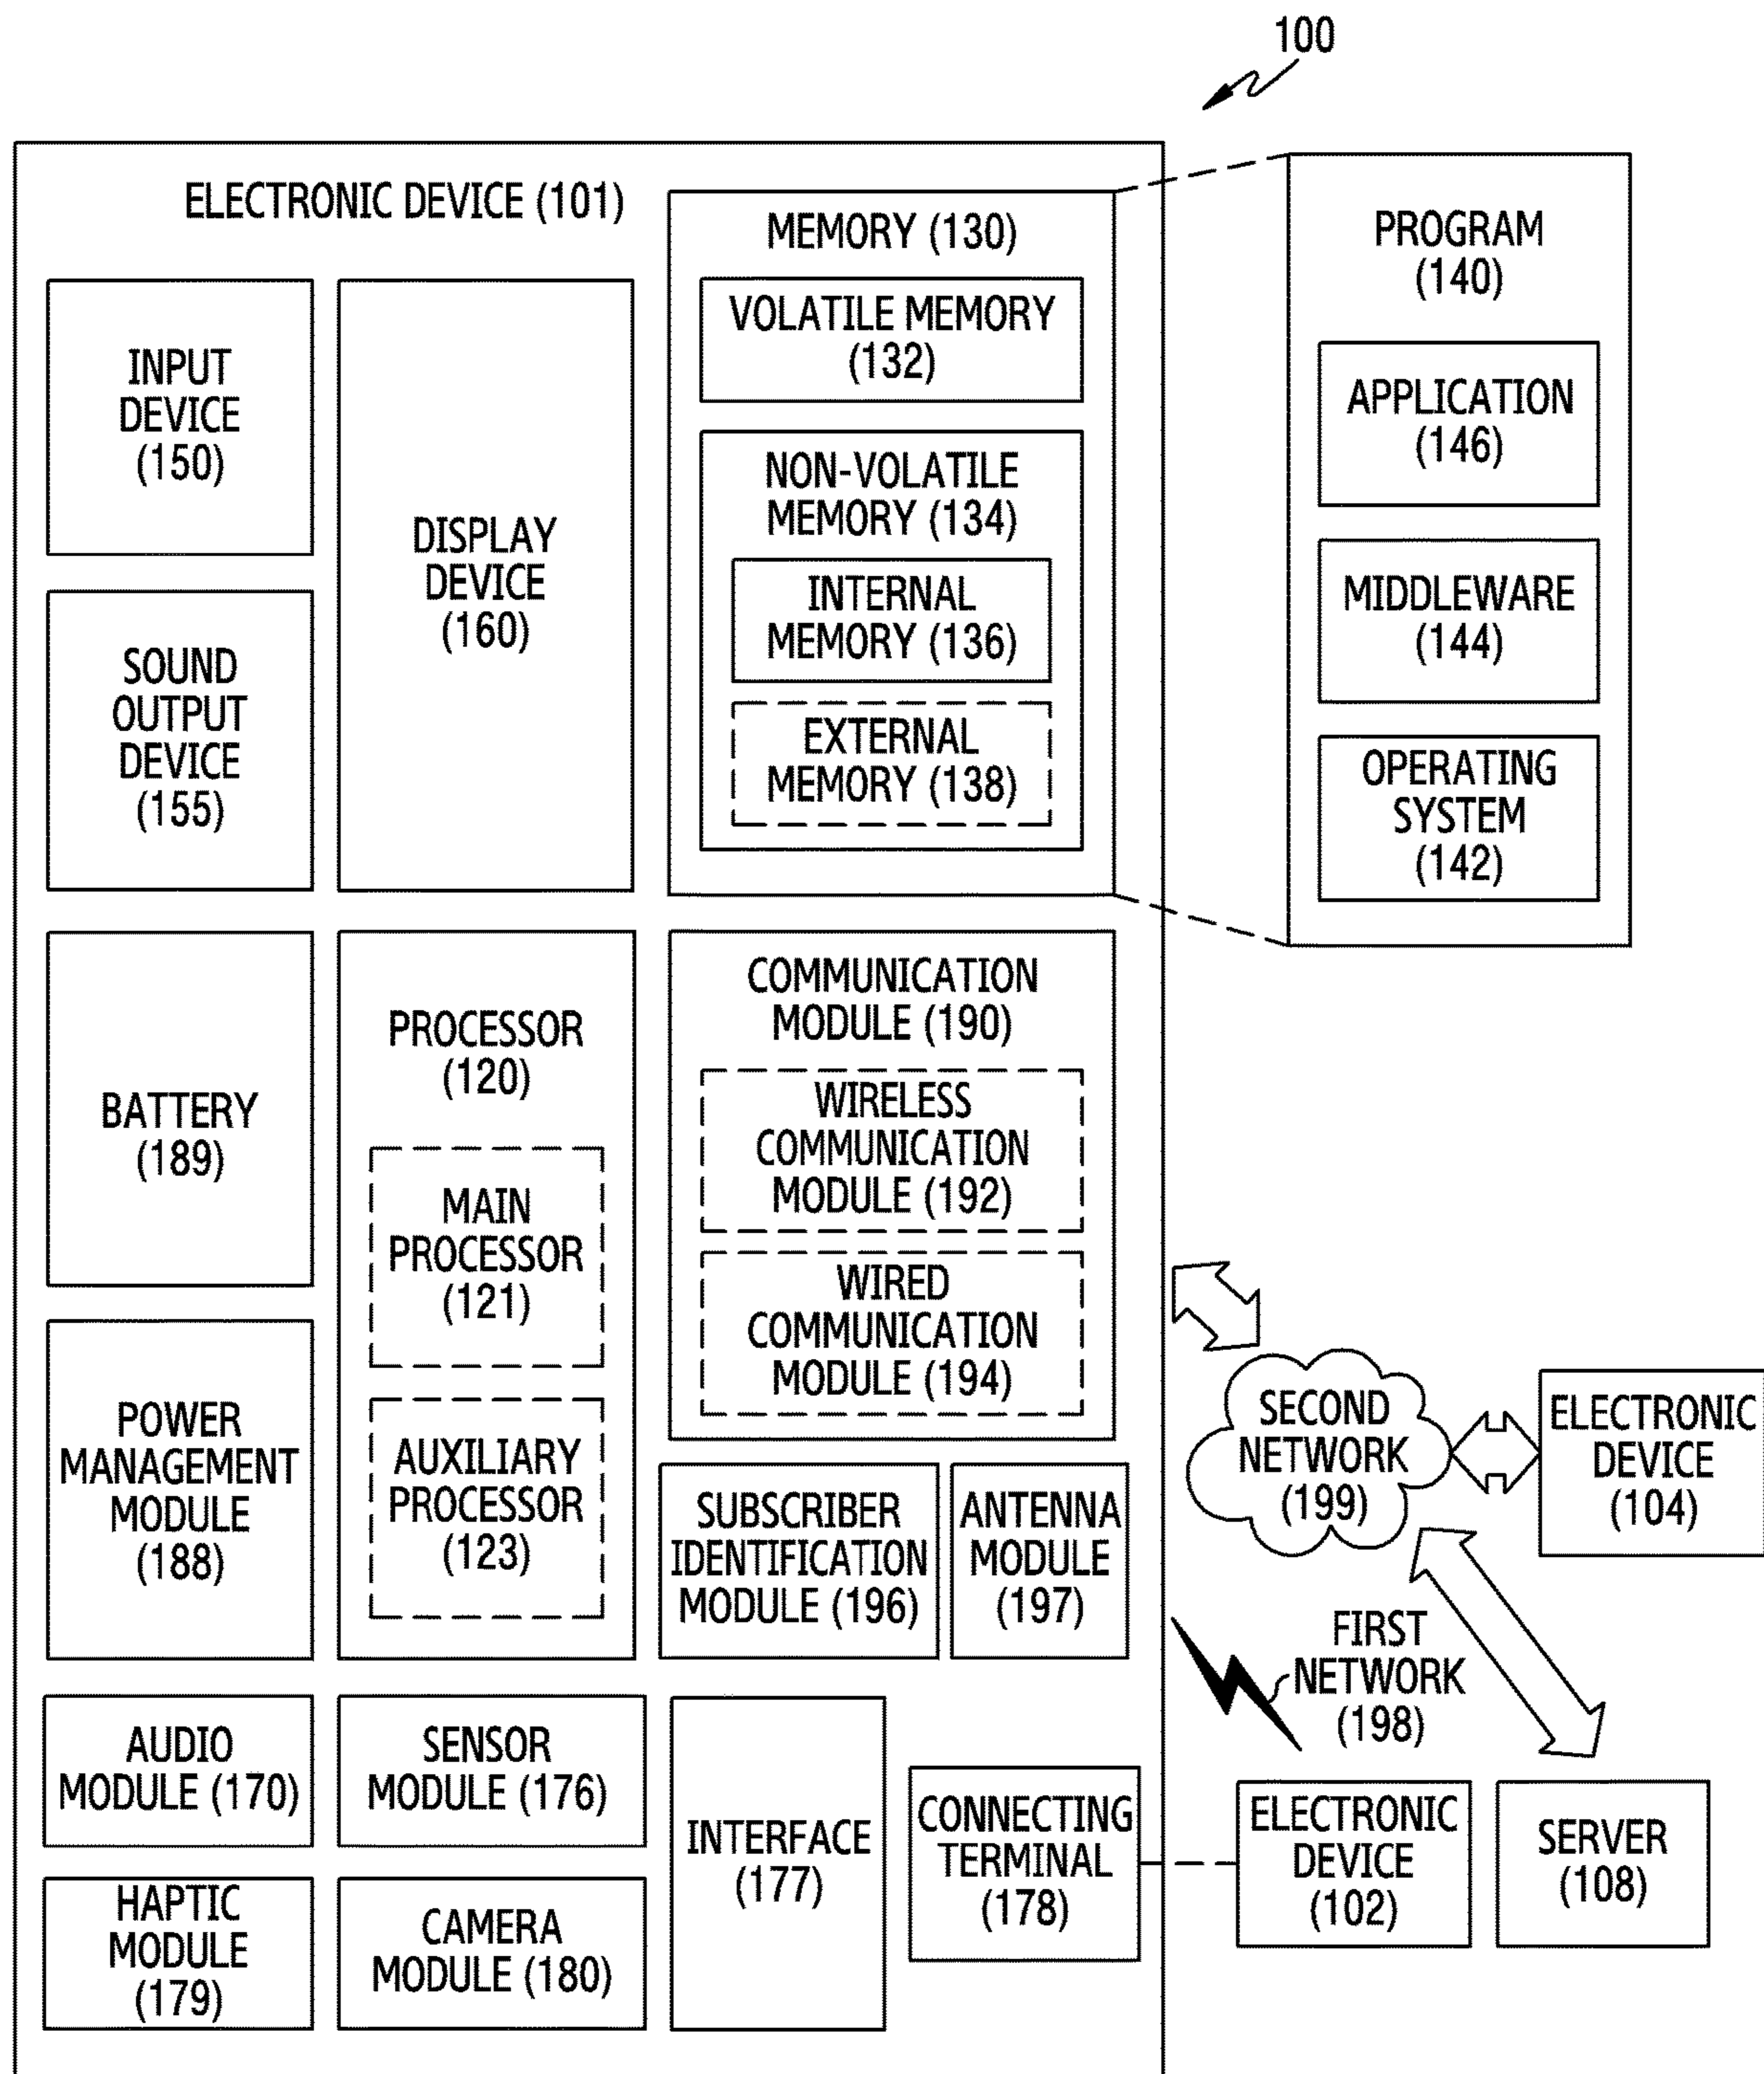 100
ELECTRONIC DEVICE (101)
INPUT
DEVICE
(150)
SOUND
OUTPUT
DEVICE
(155)
DISPLAY
DEVICE
(160)
MEMORY (130)
VOLATILE MEMORY
(132)
NON-VOLATILE
MEMORY (134)
INTERNAL
MEMORY (136)
EXTERNAL
MEMORY (138)
PROGRAM
(140)
APPLICATION
(146)
MIDDLEWARE
(144)
OPERATING
SYSTEM
(142)
BATTERY
(189)
POWER
MANAGEMENT
MODULE
(188)
PROCESSOR
(120)
MAIN
PROCESSOR
(121)
AUXILIARY
PROCESSOR
(123)
COMMUNICATION
MODULE (190)
WIRELESS
COMMUNICATION
MODULE (192)
WIRED
COMMUNICATION
MODULE (194)
SUBSCRIBER
IDENTIFICATION
MODULE (196)
ANTENNA
MODULE
(197)
SECOND
NETWORK
(199)
ELECTRONIC
DEVICE
(104)
FIRST
NETWORK
(198)
AUDIO
MODULE (170)
SENSOR
MODULE (176)
INTERFACE
(177)
CONNECTING
TERMINAL
(178)
ELECTRONIC
DEVICE
(102)
SERVER
(108)
HAPTIC
MODULE
(179)
CAMERA
MODULE (180)